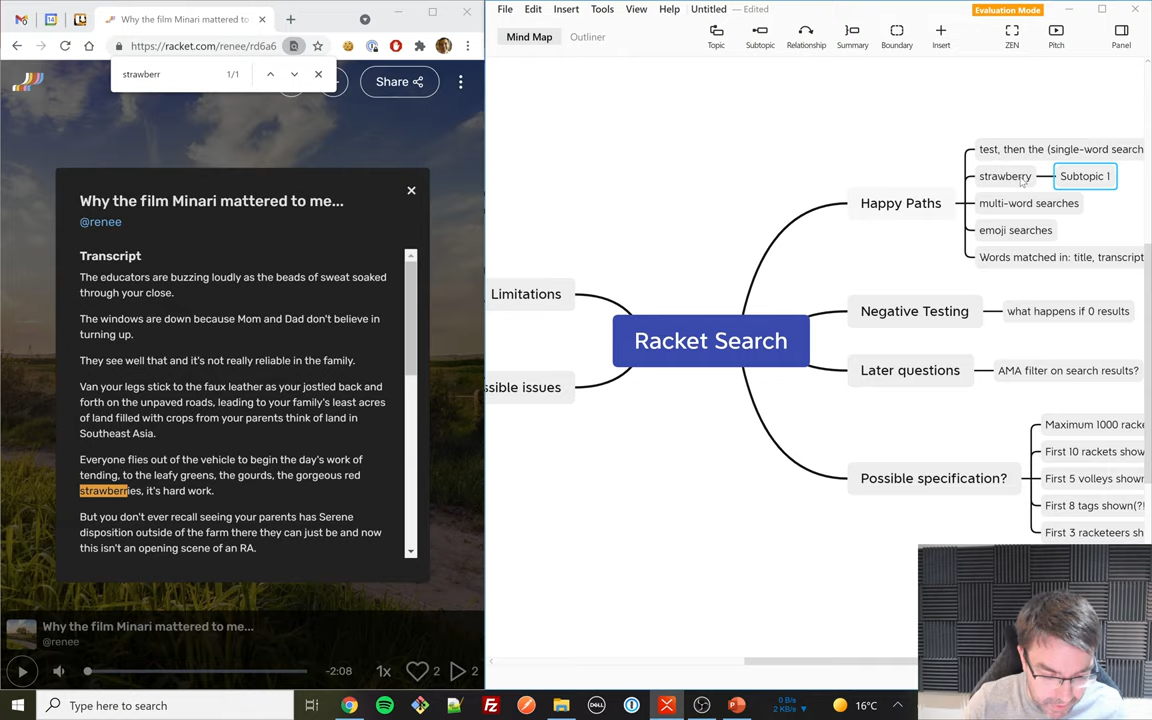 Why the film Minari mattered to
https://racket.com/renee/rd6a6
strawberr
1/1
Share
Why the film Minari mattered to me...
@renee
Transcript
The educators are buzzing loudly as the beads of sweat soaked
through your close.
The windows are down because Mom and Dad don't believe in
turning up.
They see well that and it's not really reliable in the family.
Van your legs stick to the faux leather as your jostled back and
forth on the unpaved roads, leading to your family's least acres
of land filled with crops from your parents think of land in
Southeast Asia.
Everyone flies out of the vehicle to begin the day's work of
tending, to the leafy greens, the gourds, the gorgeous red
strawberries, it's hard work.
But you don't ever recall seeing your parents has Serene
disposition outside of the farm there they can just be and now
this isn't an opening scene of an RA.
Why the film Minari mattered to me...
@renee
-2:08
1x
2
2
File
Edit
Insert
Tools
View
Help
Untitled — Edited
Evaluation Mode
Mind Map
Outliner
Topic
Subtopic
Relationship
Summary
Boundary
Insert
ZEN
Pitch
Panel
Racket Search
Limitations
ssible issues
Happy Paths
test, then the (single-word search
strawberry
Subtopic 1
multi-word searches
emoji searches
Words matched in: title, transcript
Negative Testing
what happens if 0 results
Later questions
AMA filter on search results?
Possible specification?
Maximum 1000 racke
First 10 rackets show
First 5 volleys shown
First 8 tags shown(?!
First 3 racketeers sh
Type here to search
0 B/s
2 KB/s
16°C